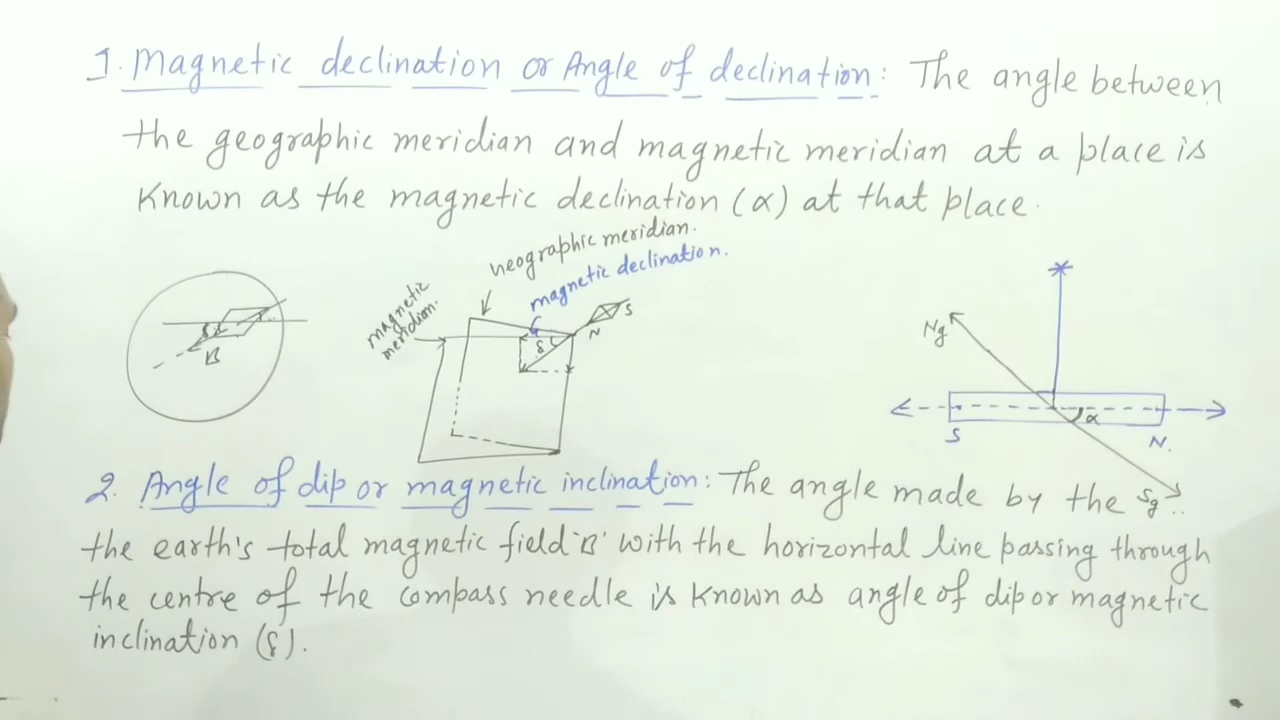 1. Magnetic declination or Angle of declination: The angle between
the geographic meridian and magnetic meridian at a place is
Known as the magnetic declination (α) at that place.
neographic meridian.
magnetic declination.
magnetic
meridian.
S
N
δ
B
Ng
α
S
N.
Sg
2. Angle of dip or magnetic inclination: The angle made by the
the earth's total magnetic field 'B' with the horizontal line passing through
the centre of the compass needle is known as angle of dip or magnetic
inclination (δ).